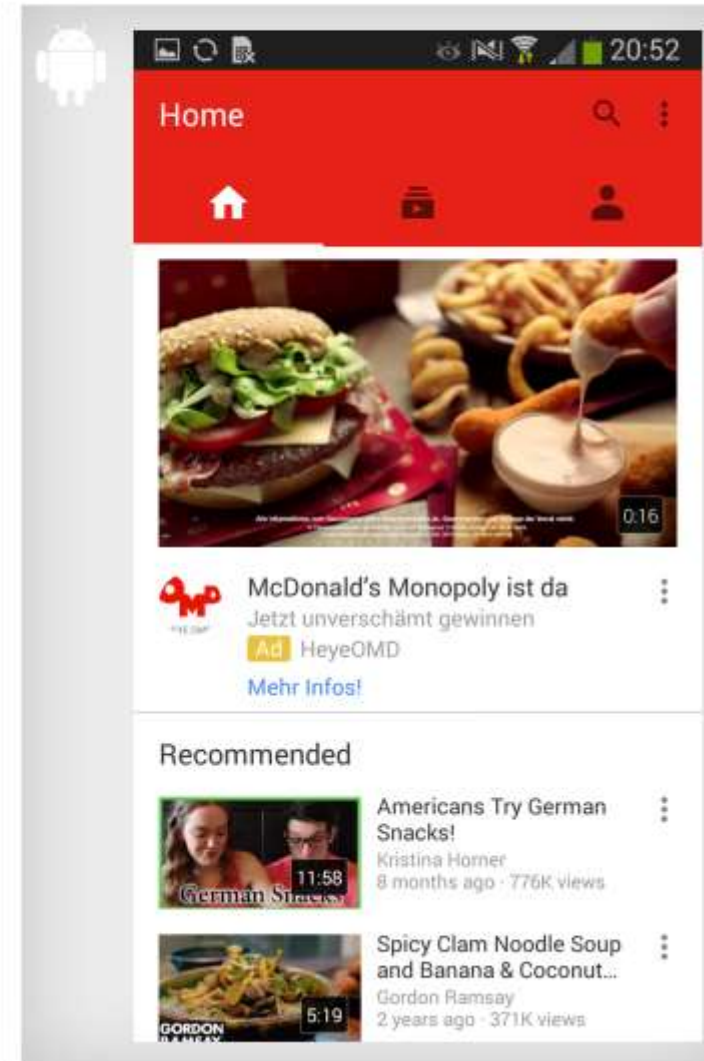 20:52
Home
0:16
McDonald's Monopoly ist da
Jetzt unverschämt gewinnen
Ad HeyeOMD
Mehr Infos!
Recommended
Americans Try German
Snacks!
Kristina Horner
8 months ago · 776K views
11:58
German Snacks
Spicy Clam Noodle Soup
and Banana & Coconut...
Gordon Ramsay
2 years ago · 371K views
5:19
GORDON
RAMSAY